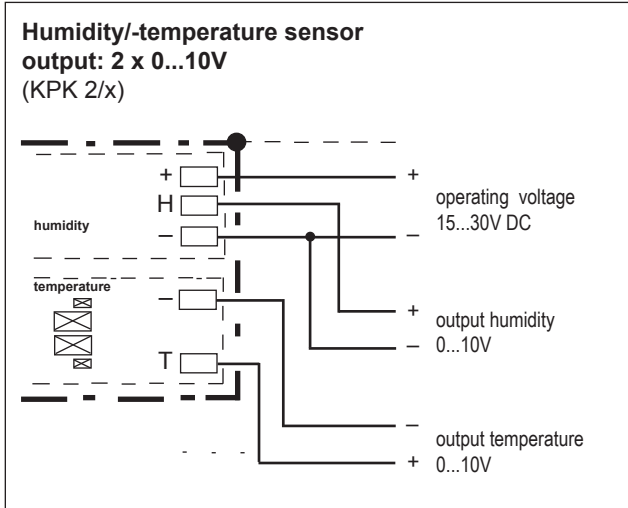 Humidity/-temperature sensor
output: 2 x 0...10V
(KPK 2/x)
+
H
–
humidity
temperature
–
T
+
operating voltage
15...30V DC
–
+
output humidity
0...10V
–
–
output temperature
0...10V
+